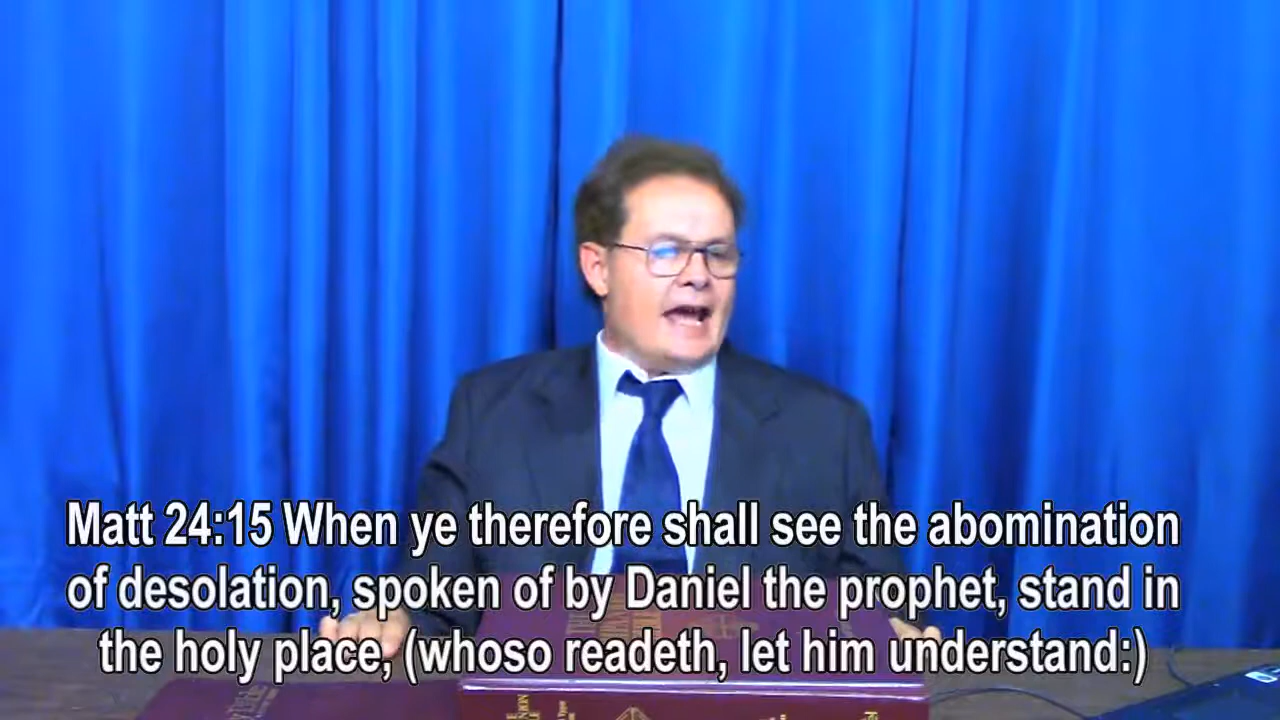 Matt 24:15 When ye therefore shall see the abomination
of desolation, spoken of by Daniel the prophet, stand in
the holy place, (whoso readeth, let him understand:)